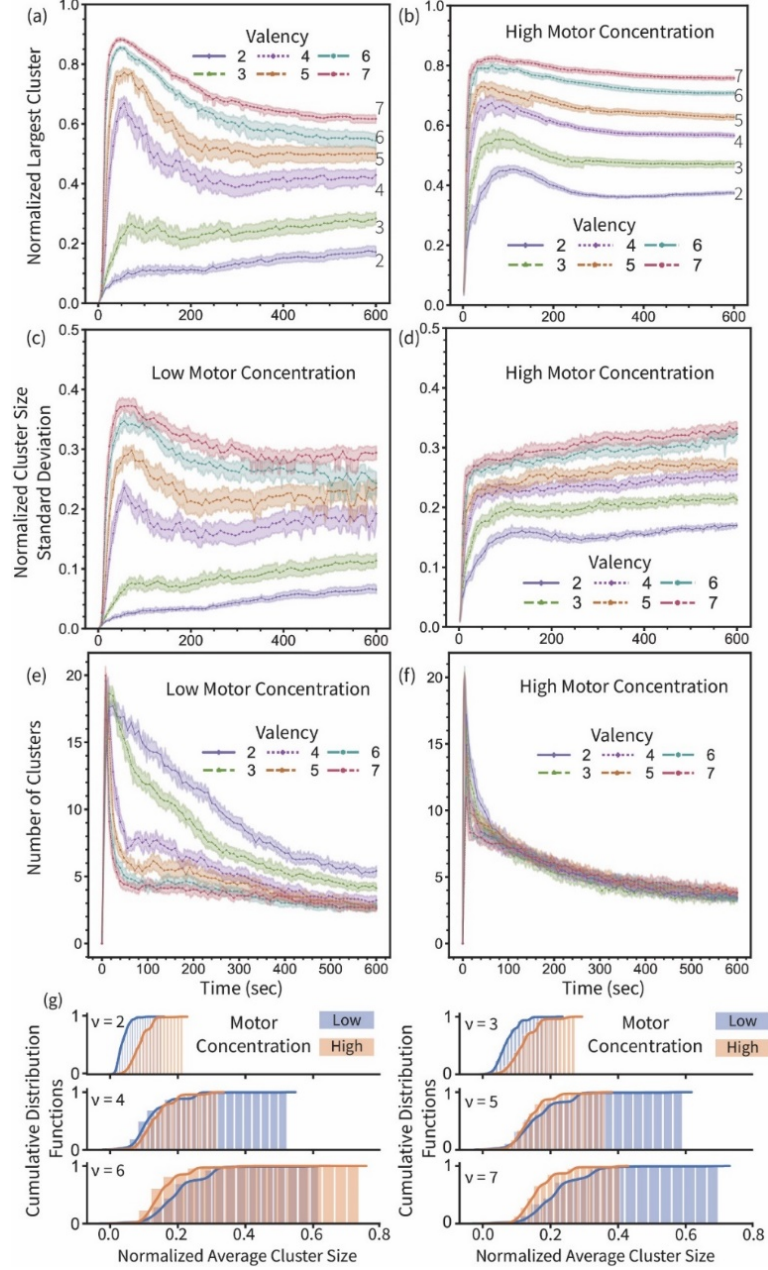 (a)
Valency
2 4 6
3 5 7
Normalized Largest Cluster
1.0
0.8
0.6
0.4
0.2
0.0
7
6
5
4
3
2
0 200 400 600
(b)
High Motor Concentration
1.0
0.8
0.6
0.4
0.2
0.0
7
6
5
4
3
2
Valency
2 4 6
3 5 7
0 200 400 600
(c)
Low Motor Concentration
Normalized Cluster Size
Standard Deviation
0.5
0.4
0.3
0.2
0.1
0.0
0 200 400 600
(d)
High Motor Concentration
0.5
0.4
0.3
0.2
0.1
0.0
Valency
2 4 6
3 5 7
0 200 400 600
(e)
Low Motor Concentration
Valency
2 4 6
3 5 7
Number of Clusters
20
15
10
5
0
0 100 200 300 400 500 600
Time (sec)
(f)
High Motor Concentration
Valency
2 4 6
3 5 7
20
15
10
5
0
0 100 200 300 400 500 600
Time (sec)
(g)
Cumulative Distribution
Functions
1
0
ν = 2
Motor
Concentration
Low
High
1
0
ν = 4
1
0
ν = 6
0.0 0.2 0.4 0.6 0.8
Normalized Average Cluster Size
Cumulative Distribution
Functions
1
0
ν = 3
Motor
Concentration
Low
High
1
0
ν = 5
1
0
ν = 7
0.0 0.2 0.4 0.6 0.8
Normalized Average Cluster Size